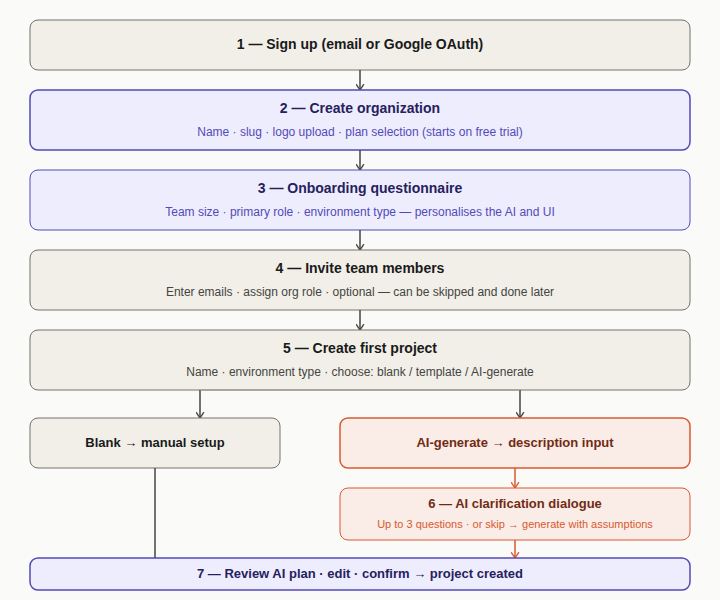 1 — Sign up (email or Google OAuth)
2 — Create organization
Name · slug · logo upload · plan selection (starts on free trial)
3 — Onboarding questionnaire
Team size · primary role · environment type — personalises the AI and UI
4 — Invite team members
Enter emails · assign org role · optional — can be skipped and done later
5 — Create first project
Name · environment type · choose: blank / template / AI-generate
Blank → manual setup
AI-generate → description input
6 — AI clarification dialogue
Up to 3 questions · or skip → generate with assumptions
7 — Review AI plan · edit · confirm → project created